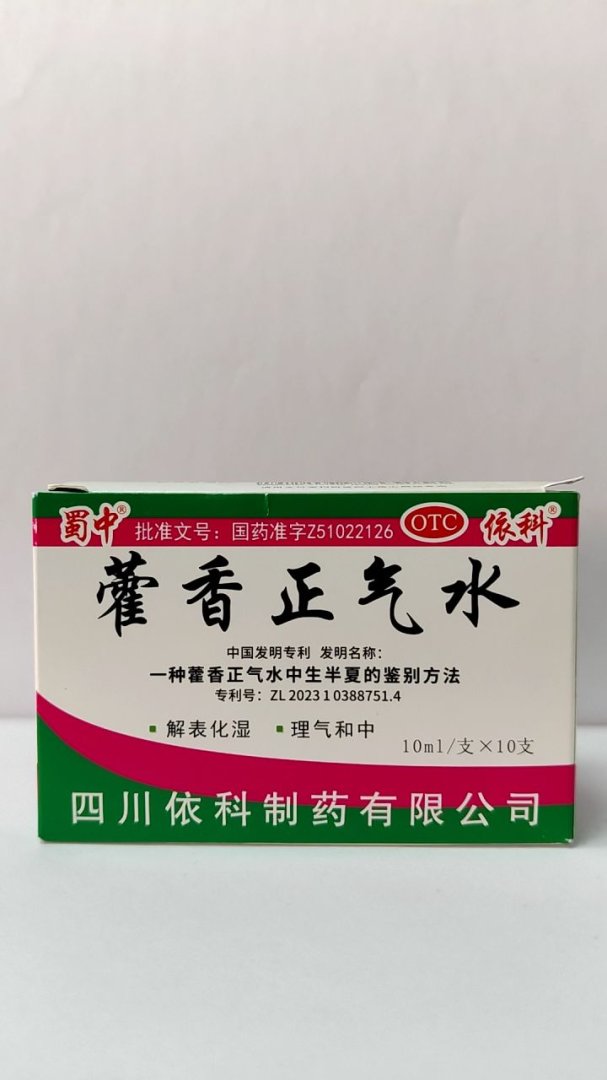 蜀中® 批准文号：国药准字Z51022126 OTC 依科®
藿香正气水
中国发明专利 发明名称：
一种藿香正气水中生半夏的鉴别方法
专利号：ZL 2023 1 0388751.4
▪ 解表化湿 ▪ 理气和中
10ml/支×10支
四川依科制药有限公司